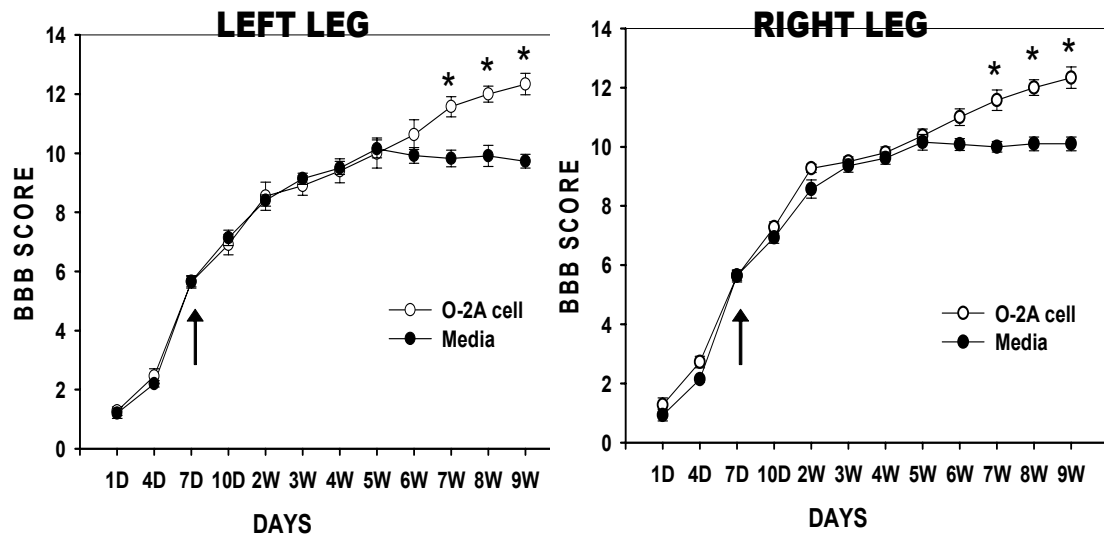 LEFT LEG
14
12
10
8
6
4
2
0
BBB SCORE
* * *
O-2A cell
Media
1D 4D 7D 10D 2W 3W 4W 5W 6W 7W 8W 9W
DAYS
RIGHT LEG
14
12
10
8
6
4
2
0
BBB SCORE
* * *
O-2A cell
Media
1D 4D 7D 10D 2W 3W 4W 5W 6W 7W 8W 9W
DAYS